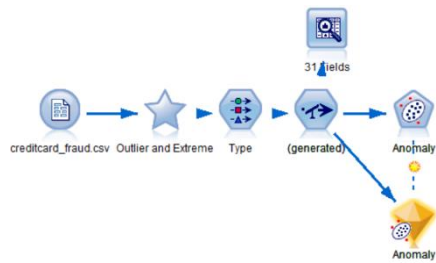 31 Fields
creditcard_fraud.csv
Outlier and Extreme
Type
(generated)
Anomaly
Anomaly